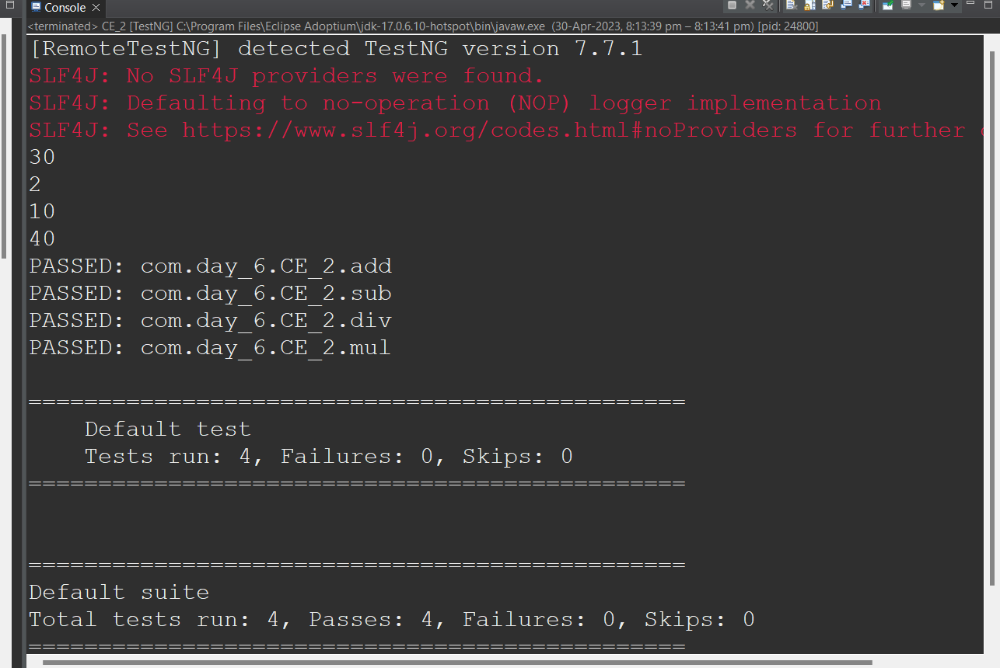 Console
<terminated> CE_2 [TestNG] C:\Program Files\Eclipse Adoptium\jdk-17.0.6.10-hotspot\bin\javaw.exe (30-Apr-2023, 8:13:39 pm – 8:13:41 pm) [pid: 24800]
[RemoteTestNG] detected TestNG version 7.7.1
SLF4J: No SLF4J providers were found.
SLF4J: Defaulting to no-operation (NOP) logger implementation
SLF4J: See https://www.slf4j.org/codes.html#noProviders for further
30
2
10
40
PASSED: com.day_6.CE_2.add
PASSED: com.day_6.CE_2.sub
PASSED: com.day_6.CE_2.div
PASSED: com.day_6.CE_2.mul
===============================================
Default test
Tests run: 4, Failures: 0, Skips: 0
===============================================
===============================================
Default suite
Total tests run: 4, Passes: 4, Failures: 0, Skips: 0
===============================================